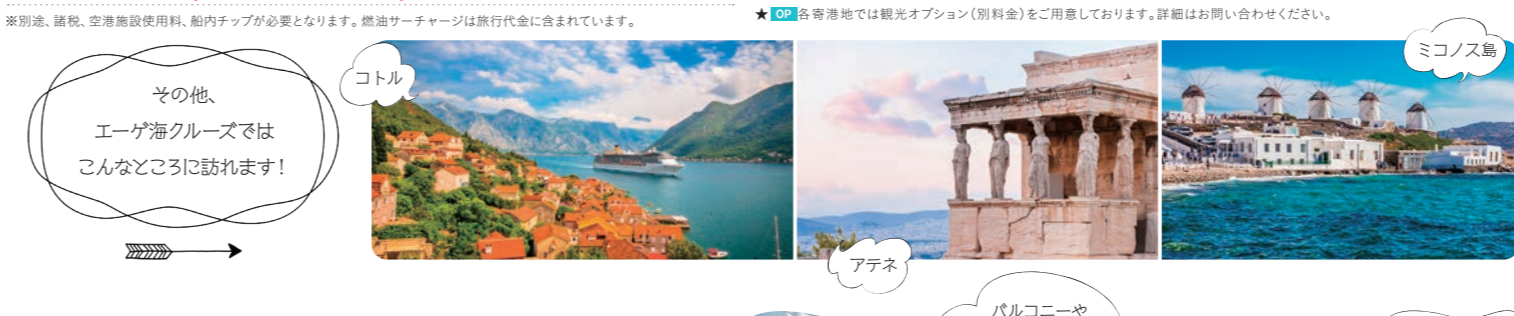 ※別途、諸税、空港施設使用料、船内チップが必要となります。燃油サーチャージは旅行代金に含まれています。
★ OP 各寄港地では観光オプション(別料金)をご用意しております。詳細はお問い合わせください。
その他、
エーゲ海クルーズでは
こんなところに訪れます!
コトル
アテネ
ミコノス島
バルコニーや